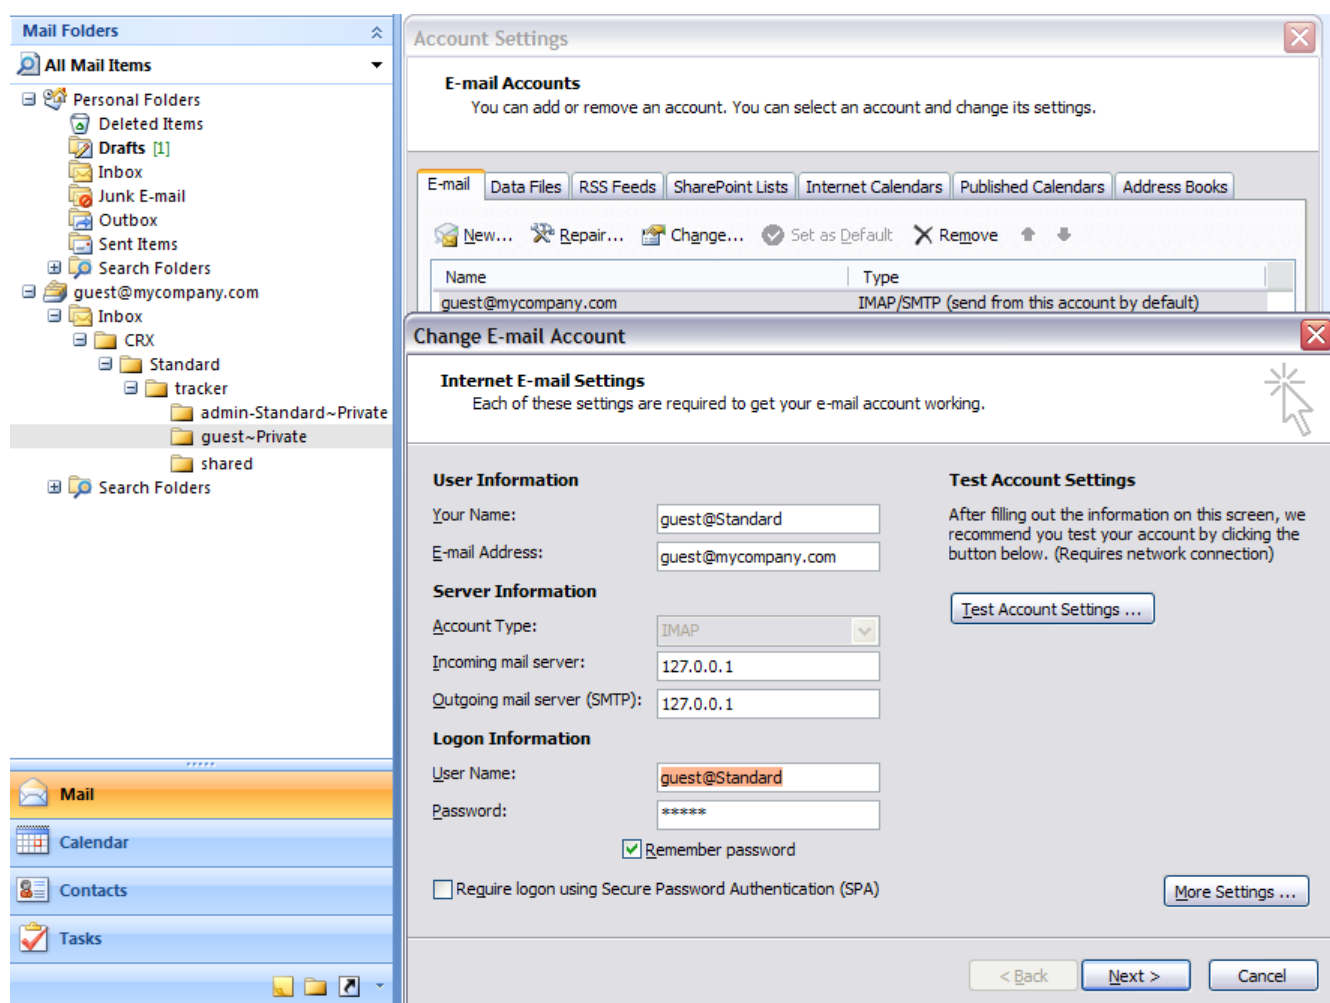 Mail Folders
All Mail Items
Personal Folders
Deleted Items
Drafts [1]
Inbox
Junk E-mail
Outbox
Sent Items
Search Folders
guest@mycompany.com
Inbox
CRX
Standard
tracker
admin-Standard~Private
guest~Private
shared
Search Folders
Mail
Calendar
Contacts
Tasks
Account Settings
E-mail Accounts
You can add or remove an account. You can select an account and change its settings.
E-mail Data Files RSS Feeds SharePoint Lists Internet Calendars Published Calendars Address Books
New... Repair... Change... Set as Default Remove
Name Type
guest@mycompany.com IMAP/SMTP (send from this account by default)
Change E-mail Account
Internet E-mail Settings
Each of these settings are required to get your e-mail account working.
User Information
Your Name: guest@Standard
E-mail Address: guest@mycompany.com
Server Information
Account Type: IMAP
Incoming mail server: 127.0.0.1
Outgoing mail server (SMTP): 127.0.0.1
Logon Information
User Name: guest@Standard
Password: *****
Remember password
Require logon using Secure Password Authentication (SPA)
Test Account Settings
After filling out the information on this screen, we
recommend you test your account by clicking the
button below. (Requires network connection)
Test Account Settings ...
More Settings ...
< Back Next > Cancel